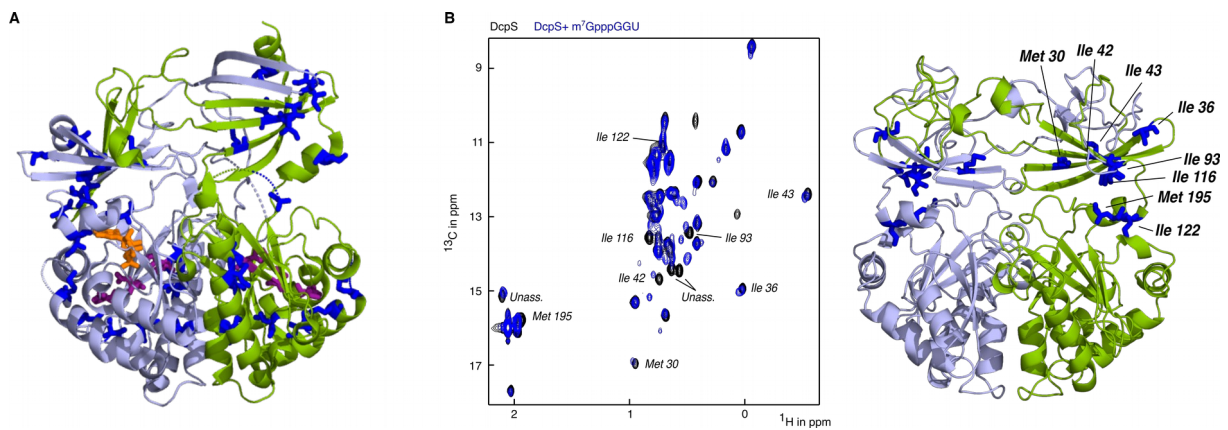 A
B
DcpS DcpS+ m⁷GpppGGU
9
11
13
15
17
¹³C in ppm
2
1
0
¹H in ppm
Ile 122
Ile 43
Ile 116
Ile 93
Ile 42
Unass.
Unass.
Ile 36
Met 195
Met 30
Ile 42
Met 30
Ile 43
Ile 36
Ile 93
Ile 116
Met 195
Ile 122